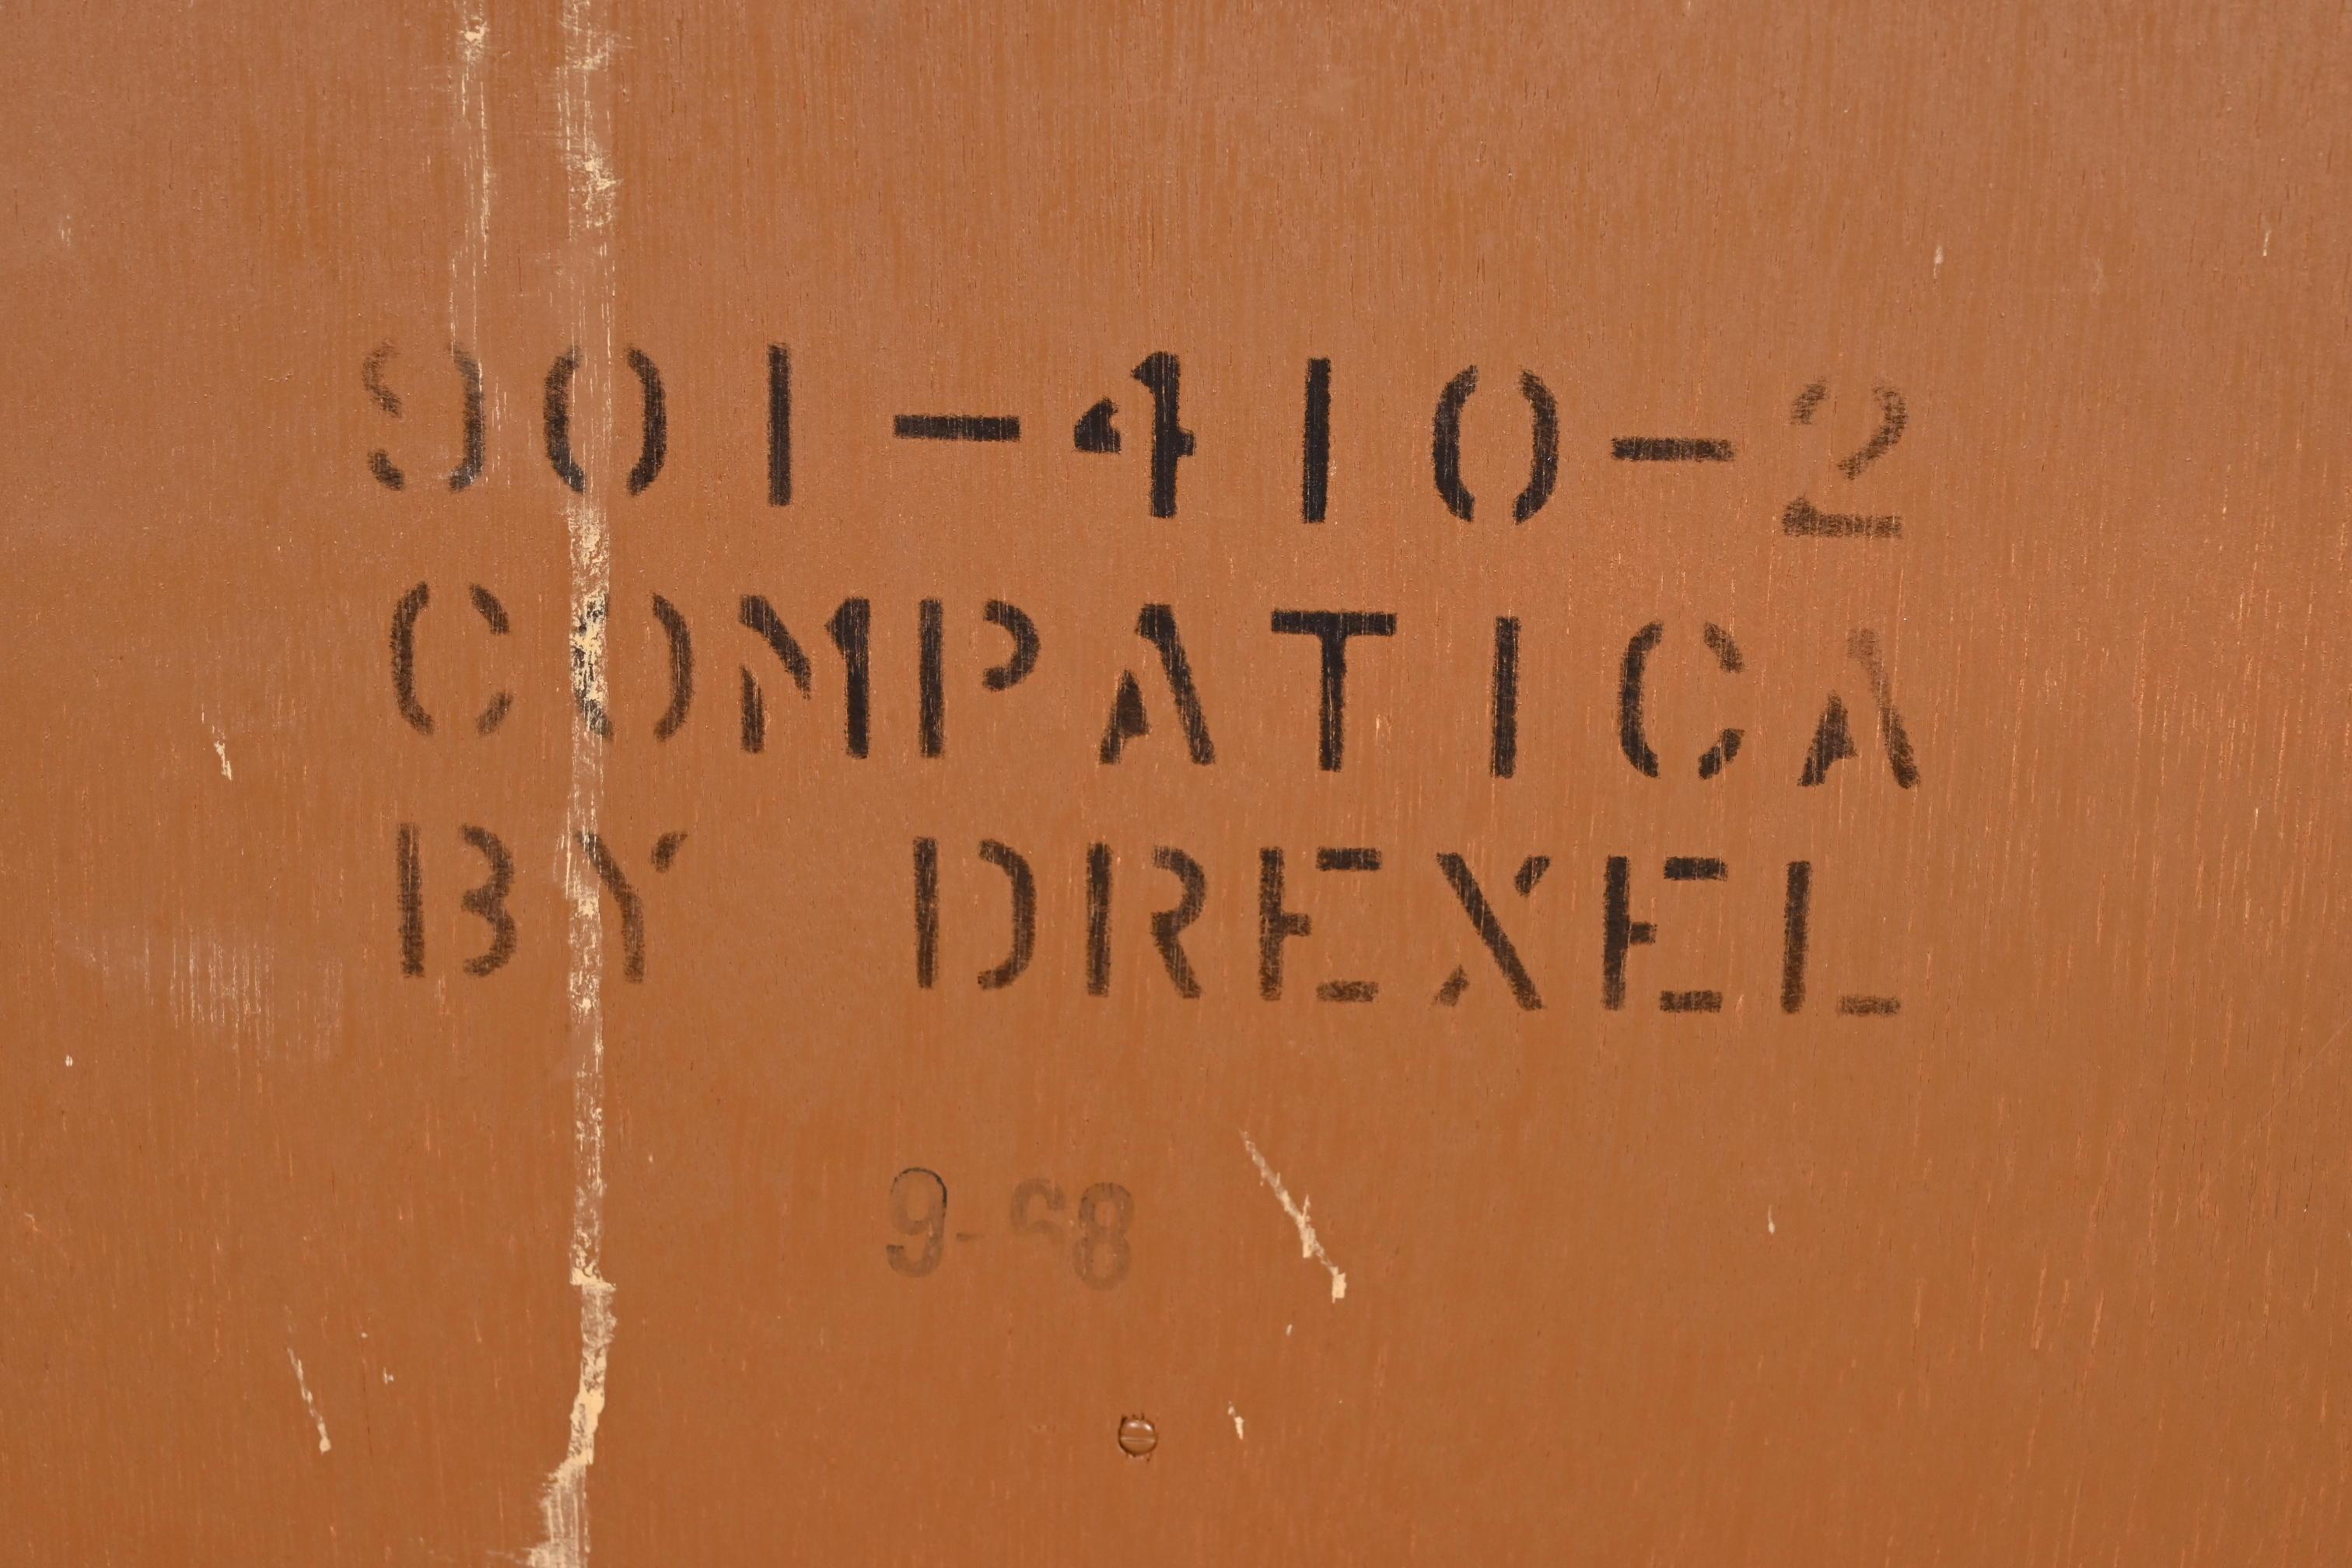 901-410-2
COMPATICA
BY DREXEL
9-68